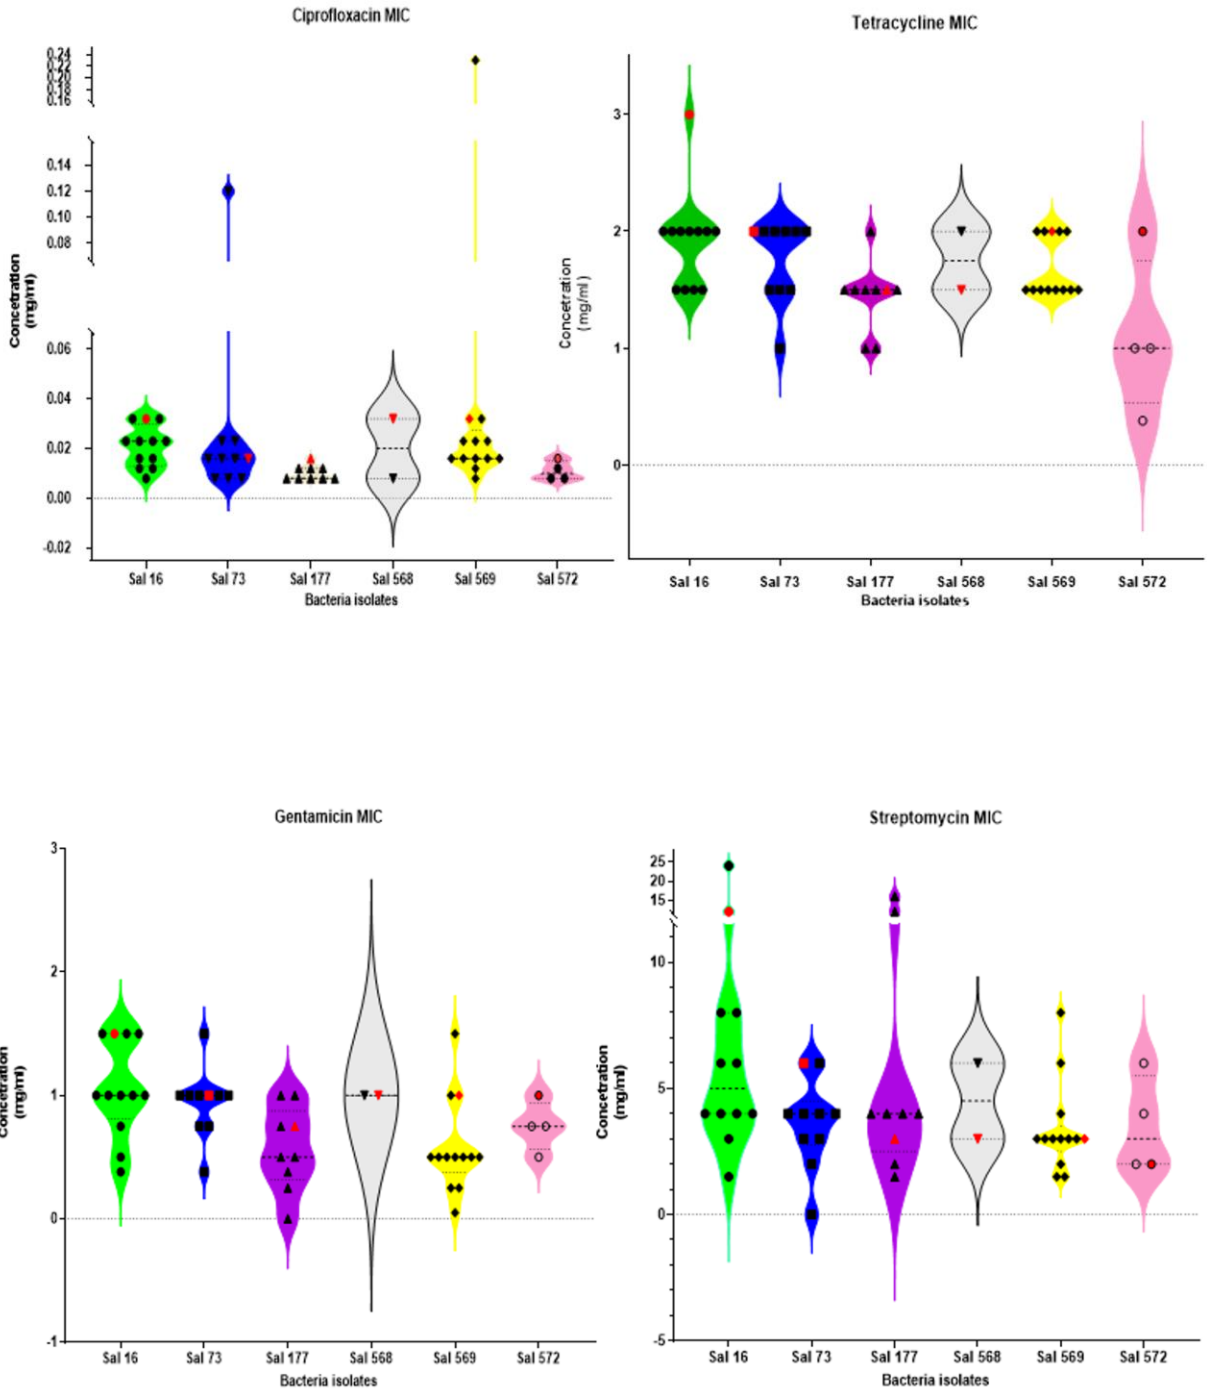 Ciprofloxacin MIC
0.24
0.22
0.20
0.18
0.16
0.14
0.12
0.10
0.08
0.06
0.04
0.02
0.00
-0.02
Concetration
(mg/ml)
Sal 16 Sal 73 Sal 177 Sal 568 Sal 569 Sal 572
Bacteria isolates
Tetracycline MIC
3
2
1
0
Concetration
(mg/ml)
Sal 16 Sal 73 Sal 177 Sal 568 Sal 569 Sal 572
Bacteria isolates
Gentamicin MIC
3
2
1
0
-1
Concetration
(mg/ml)
Sal 16 Sal 73 Sal 177 Sal 568 Sal 569 Sal 572
Bacteria isolates
Streptomycin MIC
25
20
15
10
5
0
-5
Concetration
(mg/ml)
Sal 16 Sal 73 Sal 177 Sal 568 Sal 569 Sal 572
Bacteria isolates